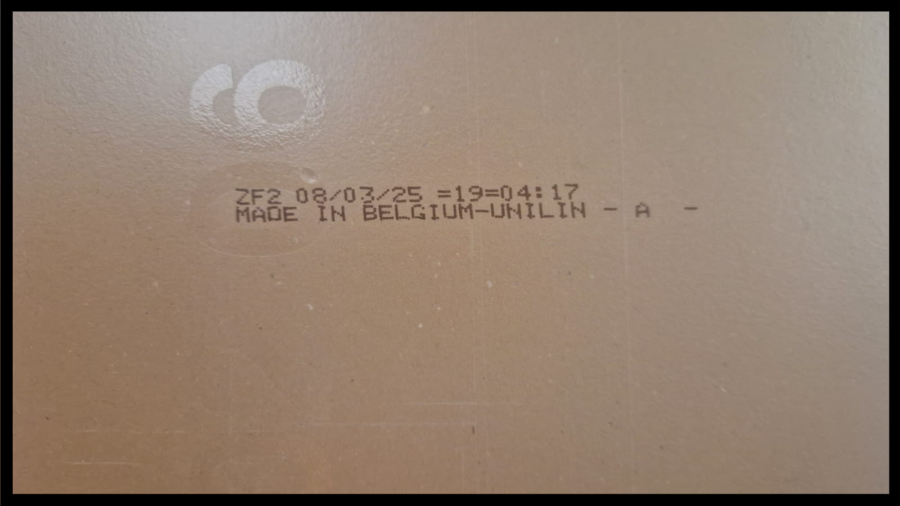 ZF2 08/03/25 =19=04:17
MADE IN BELGIUM-UNILIN - A -